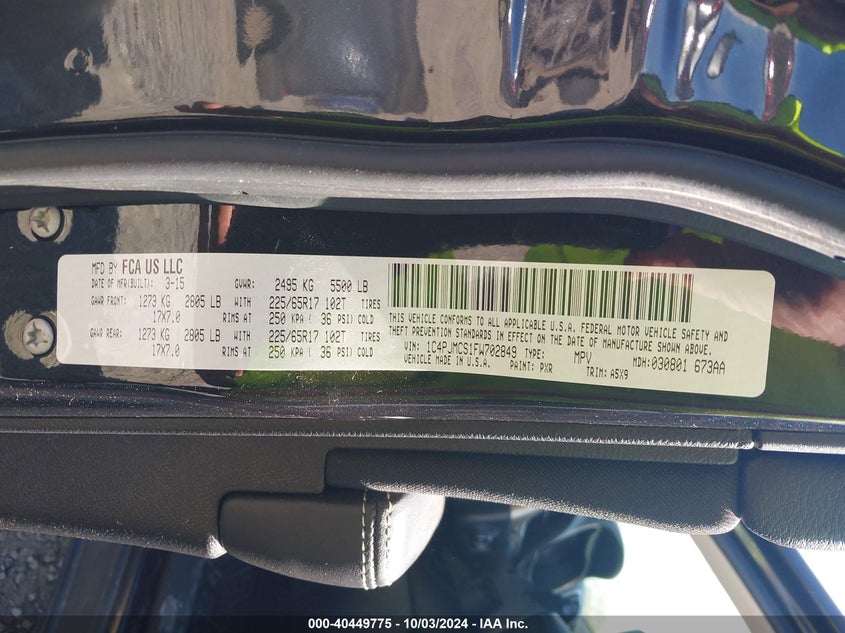 MFD BY FCA US LLC
DATE OF MFR(BUILT): 3-15 GVWR: 2495 KG 5500 LB
GAWR FRONT: 1273 KG 2805 LB WITH 225/65R17 102T TIRES
17X7.0 RIMS AT 250 KPA ( 36 PSI) COLD
GAWR REAR: 1273 KG 2805 LB WITH 225/65R17 102T TIRES
17X7.0 RIMS AT 250 KPA ( 36 PSI) COLD
THIS VEHICLE CONFORMS TO ALL APPLICABLE U.S.A. FEDERAL MOTOR VEHICLE SAFETY AND
THEFT PREVENTION STANDARDS IN EFFECT ON THE DATE OF MANUFACTURE SHOWN ABOVE.
VIN: 1C4PJMCS1FW702849 TYPE: MPV MDH: 030801 673AA
VEHICLE MADE IN U.S.A. PAINT: PXR TRIM: A5X9
000-40449775 - 10/03/2024 - IAA Inc.